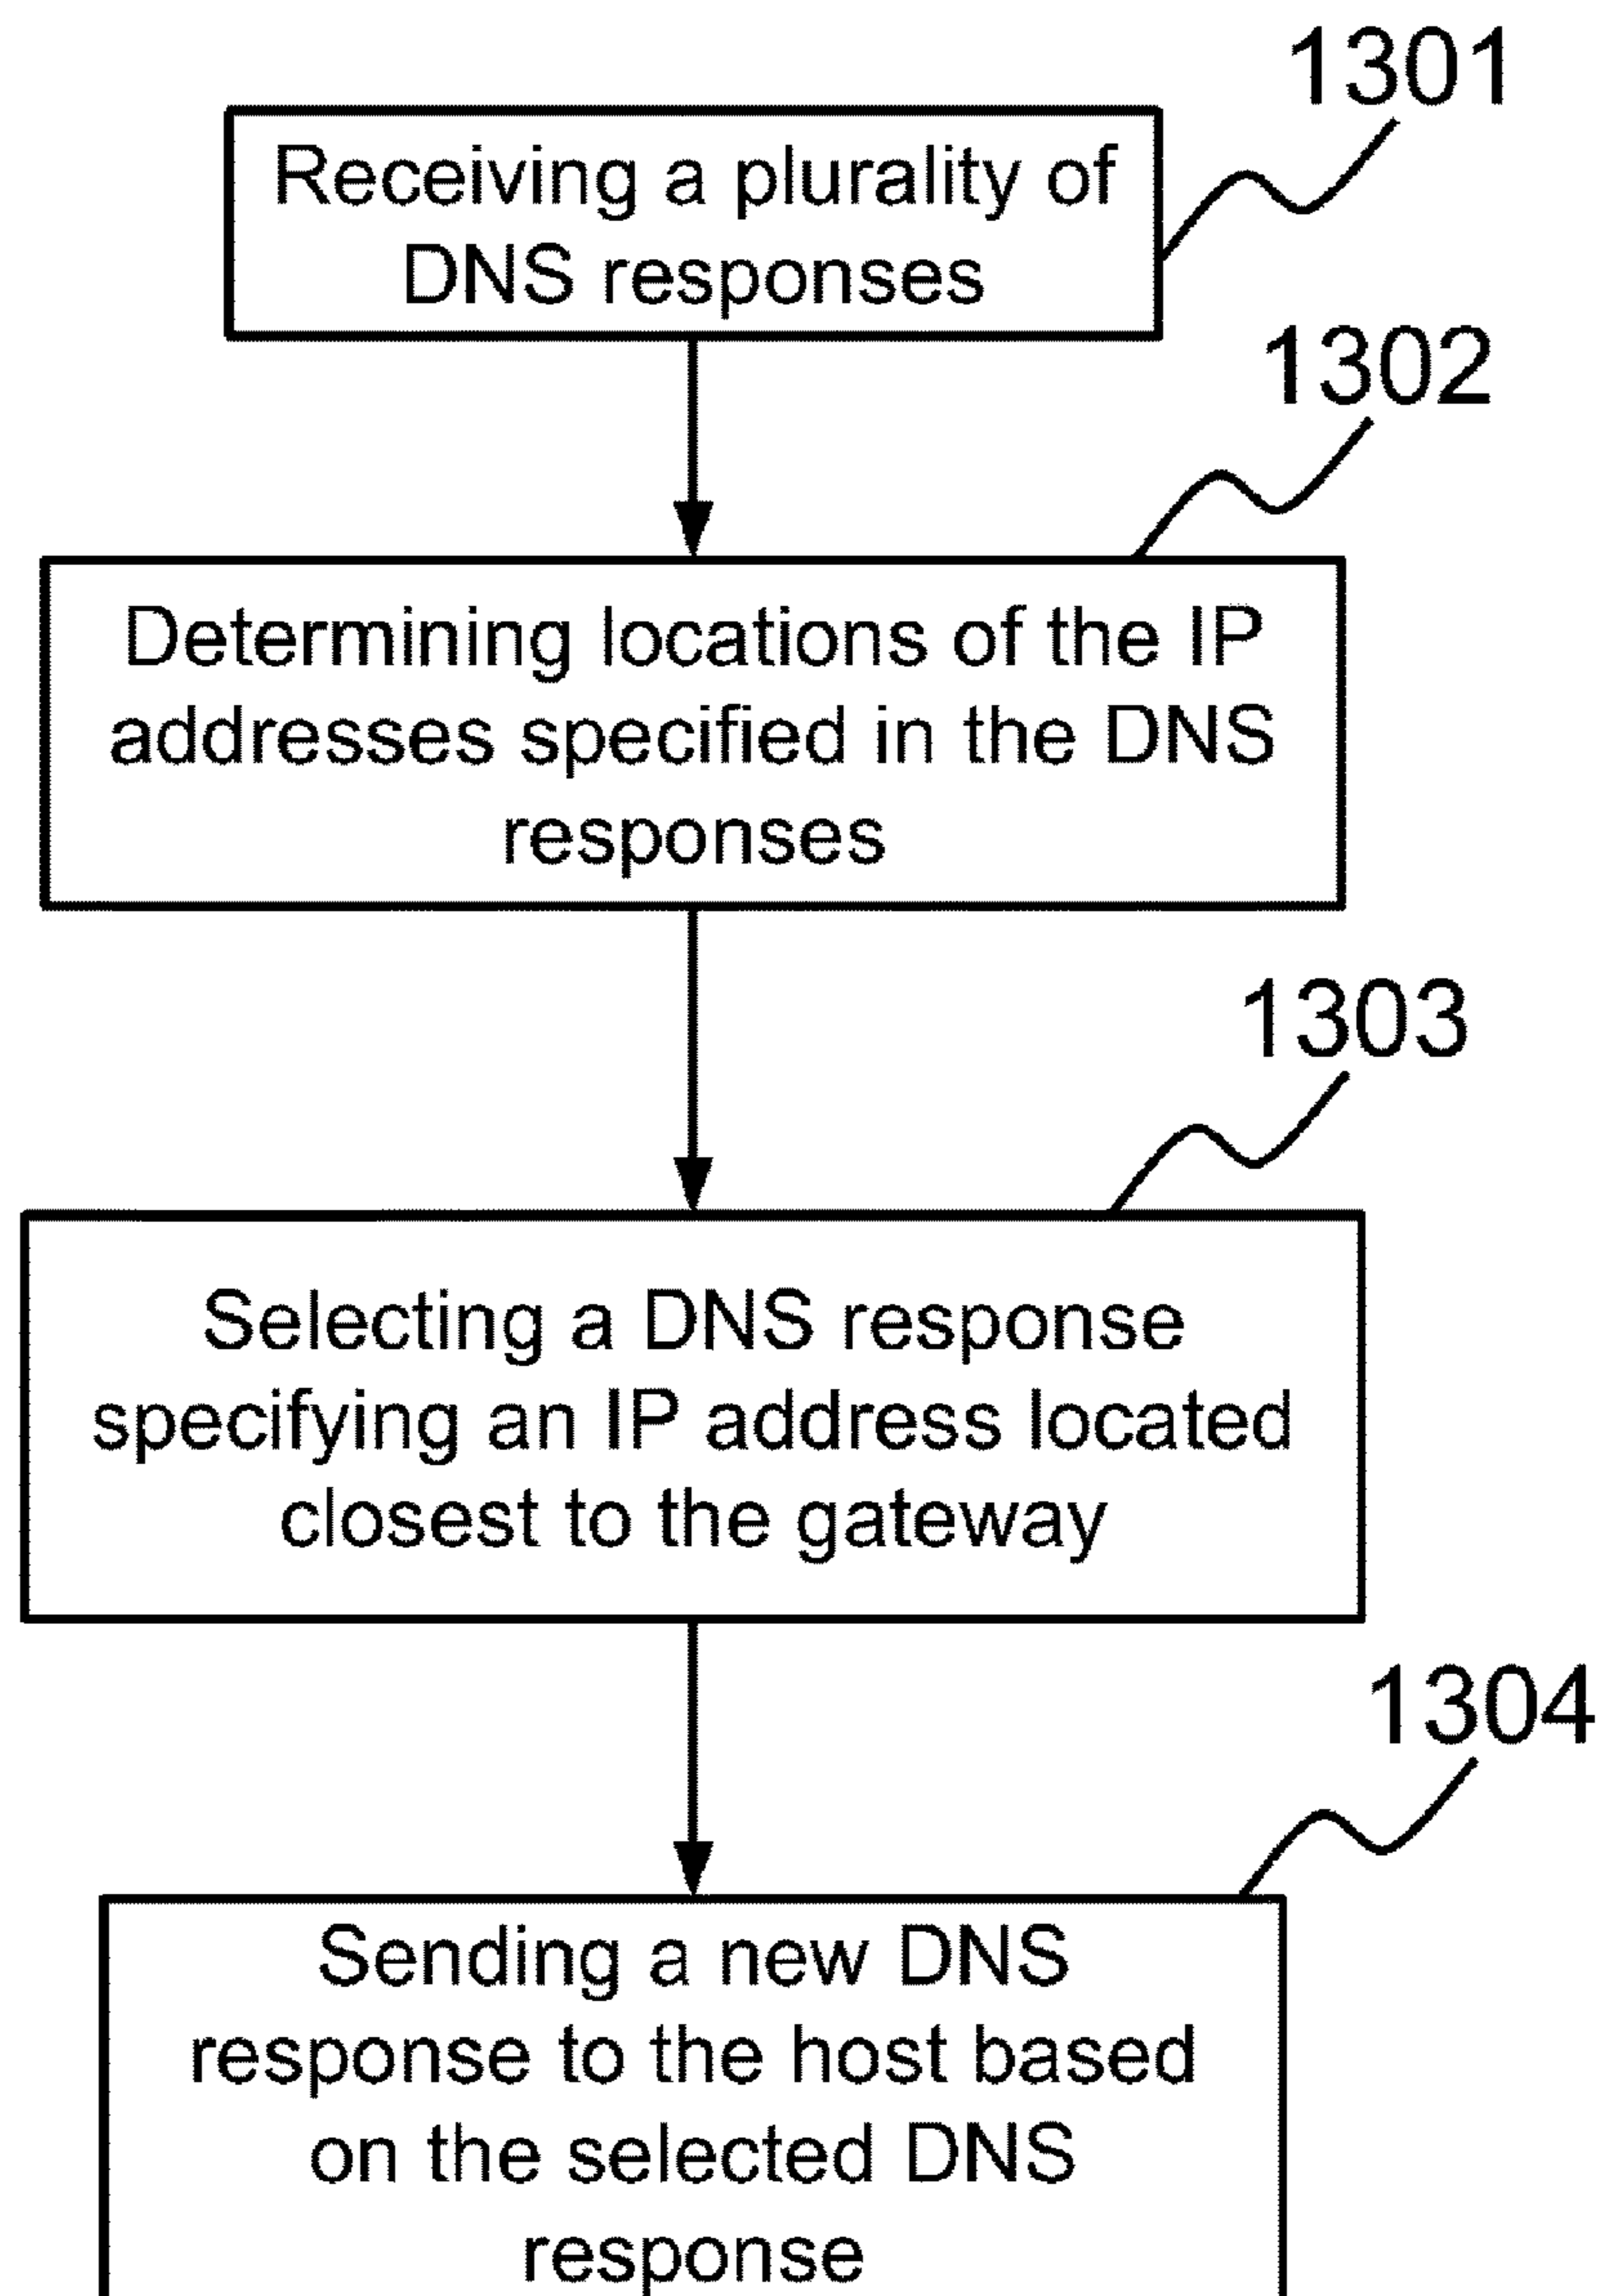 1301
Receiving a plurality of
DNS responses
1302
Determining locations of the IP
addresses specified in the DNS
responses
1303
Selecting a DNS response
specifying an IP address located
closest to the gateway
1304
Sending a new DNS
response to the host based
on the selected DNS
response